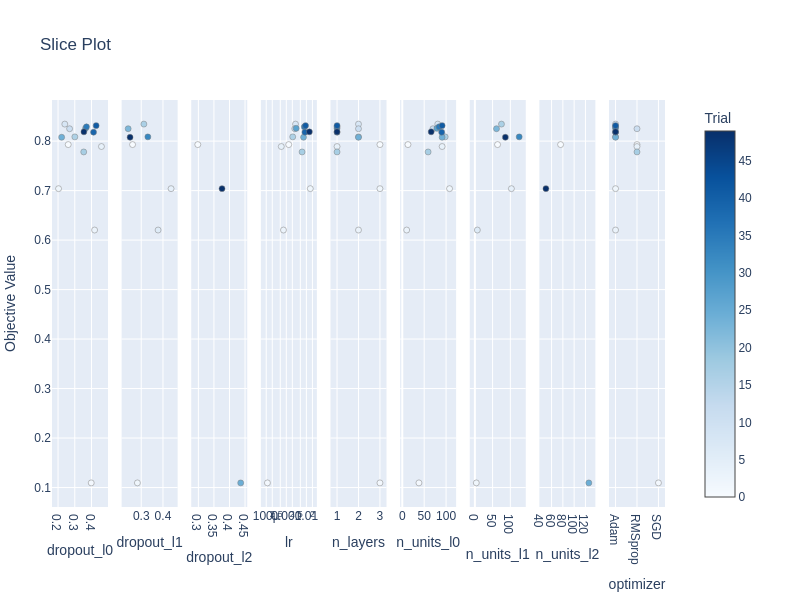 Slice Plot
Trial
Objective Value
0.8
0.7
0.6
0.5
0.4
0.3
0.2
0.1
0.2
0.3
0.4
dropout_l0
0.3
0.4
dropout_l1
0.3
0.35
0.4
0.45
dropout_l2
0.01
lr
1
2
3
n_layers
0
50
100
n_units_l0
0
50
100
n_units_l1
40
60
80
100
120
n_units_l2
Adam
RMSprop
SGD
optimizer
45
40
35
30
25
20
15
10
5
0